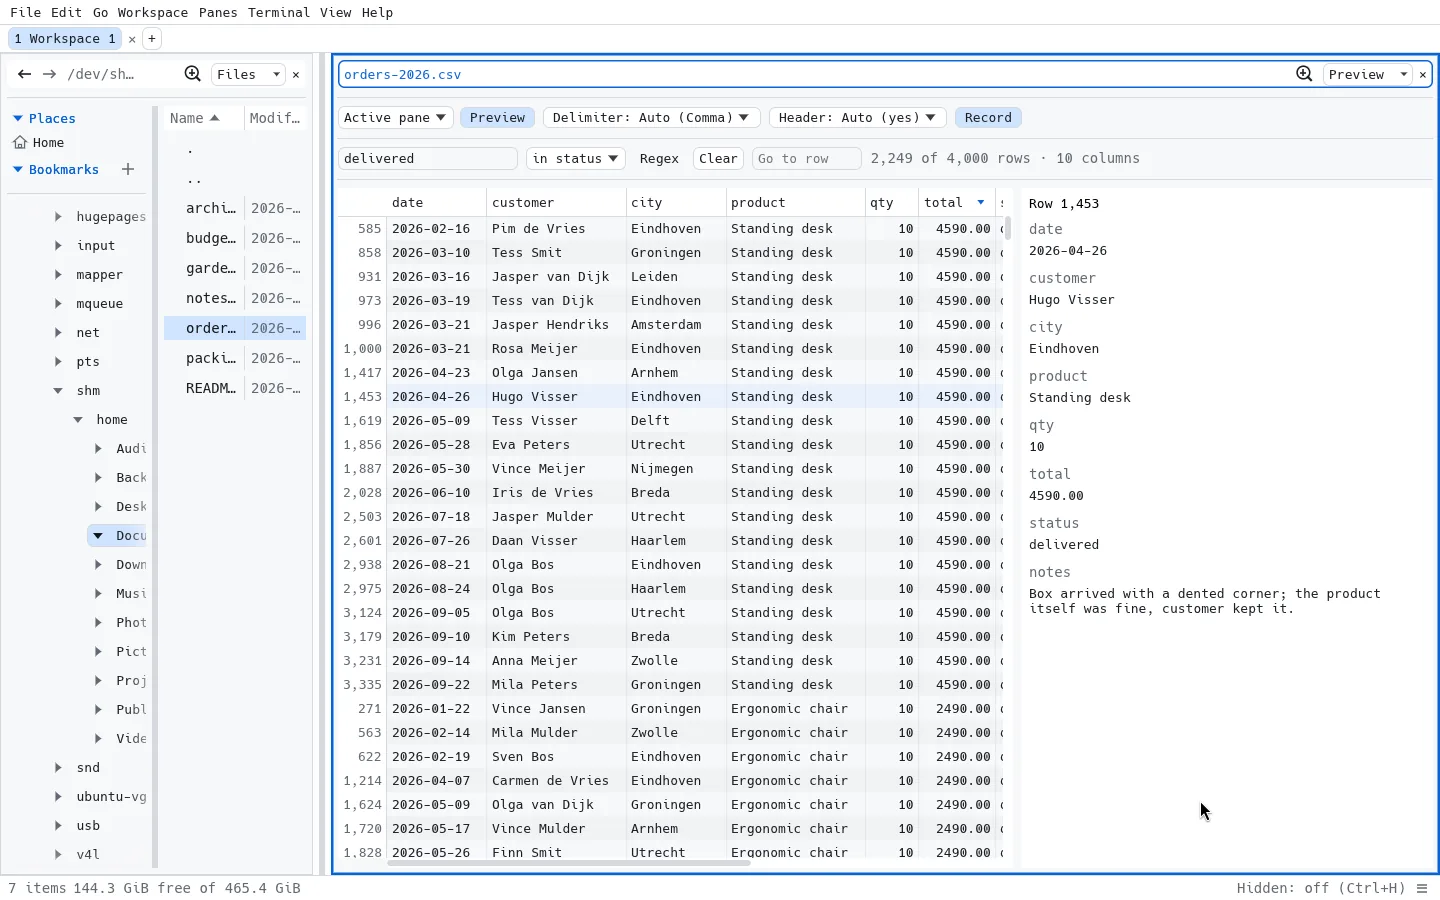 File Edit Go Workspace Panes Terminal View Help
1 Workspace 1 × +
/dev/sh… Files ×
Places
Home
Bookmarks
hugepages
input
mapper
mqueue
net
pts
shm
home
Audi
Back
Desk
Docu
Down
Musi
Phot
Pict
Proj
Publ
Vide
snd
ubuntu-vg
usb
v4l
Name Modif…
.
..
archi… 2026-…
budge… 2026-…
garde… 2026-…
notes… 2026-…
order… 2026-…
packi… 2026-…
READM… 2026-…
orders-2026.csv Preview ×
Active pane Preview Delimiter: Auto (Comma) Header: Auto (yes) Record
delivered in status Regex Clear Go to row 2,249 of 4,000 rows · 10 columns
date customer city product qty total
585 2026-02-16 Pim de Vries Eindhoven Standing desk 10 4590.00
858 2026-03-10 Tess Smit Groningen Standing desk 10 4590.00
931 2026-03-16 Jasper van Dijk Leiden Standing desk 10 4590.00
973 2026-03-19 Tess van Dijk Eindhoven Standing desk 10 4590.00
996 2026-03-21 Jasper Hendriks Amsterdam Standing desk 10 4590.00
1,000 2026-03-21 Rosa Meijer Eindhoven Standing desk 10 4590.00
1,417 2026-04-23 Olga Jansen Arnhem Standing desk 10 4590.00
1,453 2026-04-26 Hugo Visser Eindhoven Standing desk 10 4590.00
1,619 2026-05-09 Tess Visser Delft Standing desk 10 4590.00
1,856 2026-05-28 Eva Peters Utrecht Standing desk 10 4590.00
1,887 2026-05-30 Vince Meijer Nijmegen Standing desk 10 4590.00
2,028 2026-06-10 Iris de Vries Breda Standing desk 10 4590.00
2,503 2026-07-18 Jasper Mulder Utrecht Standing desk 10 4590.00
2,601 2026-07-26 Daan Visser Haarlem Standing desk 10 4590.00
2,938 2026-08-21 Olga Bos Eindhoven Standing desk 10 4590.00
2,975 2026-08-24 Olga Bos Haarlem Standing desk 10 4590.00
3,124 2026-09-05 Olga Bos Utrecht Standing desk 10 4590.00
3,179 2026-09-10 Kim Peters Breda Standing desk 10 4590.00
3,231 2026-09-14 Anna Meijer Zwolle Standing desk 10 4590.00
3,335 2026-09-22 Mila Peters Groningen Standing desk 10 4590.00
271 2026-01-22 Vince Jansen Groningen Ergonomic chair 10 2490.00
563 2026-02-14 Mila Mulder Zwolle Ergonomic chair 10 2490.00
622 2026-02-19 Sven Bos Eindhoven Ergonomic chair 10 2490.00
1,214 2026-04-07 Carmen de Vries Eindhoven Ergonomic chair 10 2490.00
1,624 2026-05-09 Olga van Dijk Groningen Ergonomic chair 10 2490.00
1,720 2026-05-17 Vince Mulder Arnhem Ergonomic chair 10 2490.00
1,828 2026-05-26 Finn Smit Utrecht Ergonomic chair 10 2490.00
Row 1,453
date
2026-04-26
customer
Hugo Visser
city
Eindhoven
product
Standing desk
qty
10
total
4590.00
status
delivered
notes
Box arrived with a dented corner; the product
itself was fine, customer kept it.
7 items 144.3 GiB free of 465.4 GiB
Hidden: off (Ctrl+H)